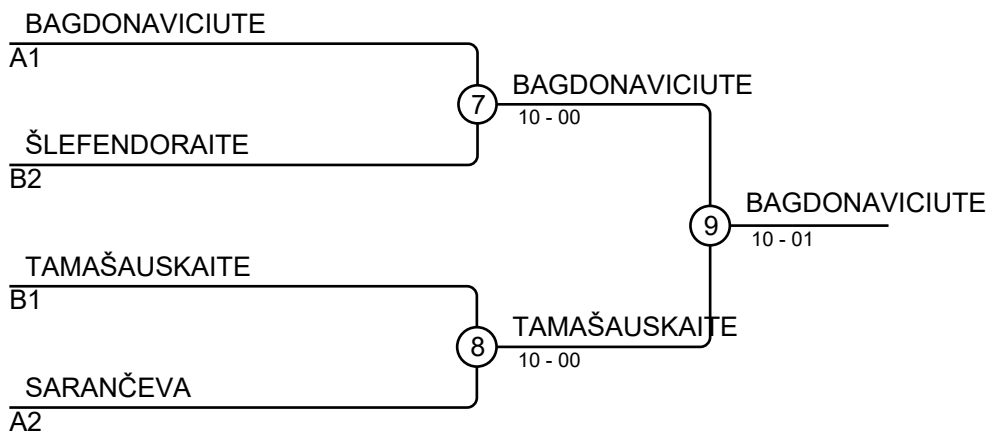 BAGDONAVICIUTE
A1
7
BAGDONAVICIUTE
10 - 00
ŠLEFENDORAITE
B2
9
BAGDONAVICIUTE
10 - 01
TAMAŠAUSKAITE
B1
8
TAMAŠAUSKAITE
10 - 00
SARANČEVA
A2